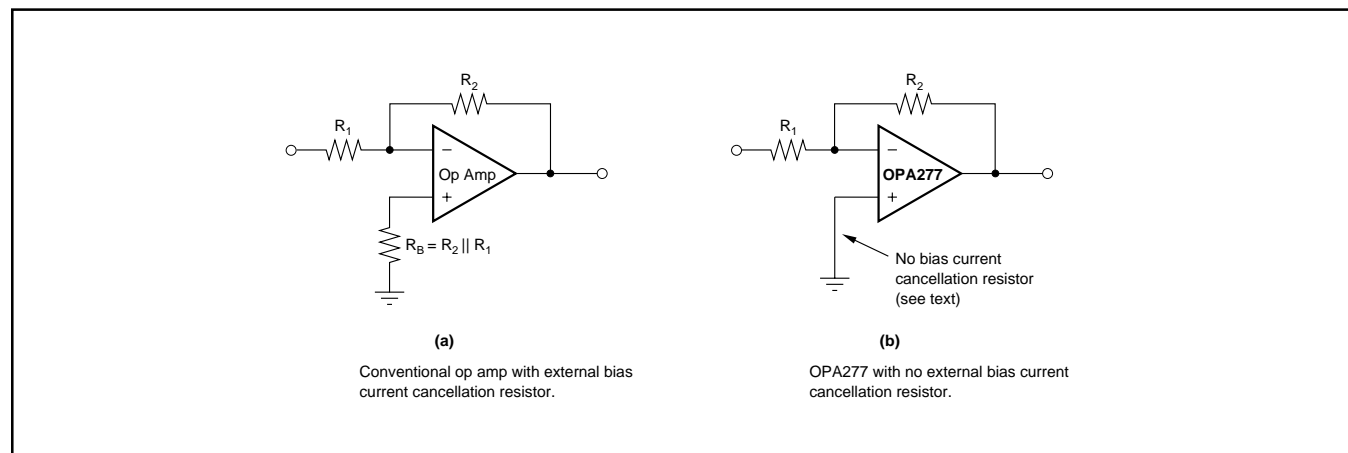 R2
R1
−
Op Amp
+
RB = R2 || R1
(a)
Conventional op amp with external bias
current cancellation resistor.
R2
R1
−
OPA277
+
No bias current
cancellation resistor
(see text)
(b)
OPA277 with no external bias current
cancellation resistor.